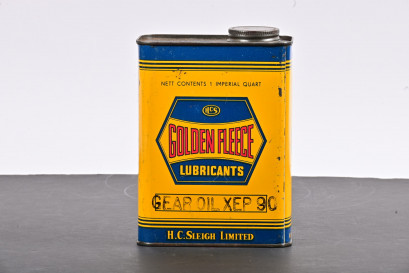 NETT CONTENTS 1 IMPERIAL QUART
HCS
GOLDEN FLEECE
LUBRICANTS
GEAR OIL XEP 90
H.C. SLEIGH LIMITED